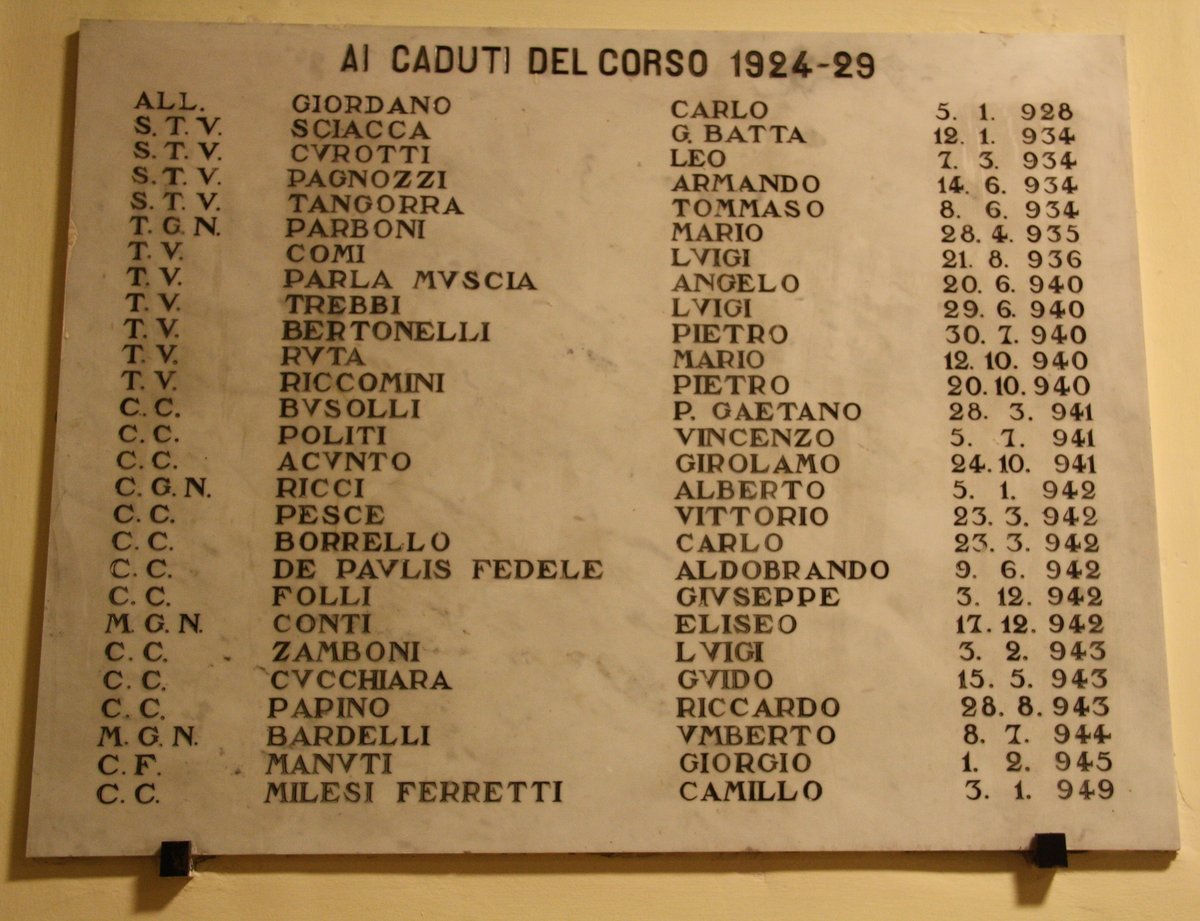 AI CADUTI DEL CORSO 1924-29
ALL. GIORDANO CARLO 5. 1. 928
S. T. V. SCIACCA G. BATTA 12. 1. 934
S. T. V. CVROTTI LEO 7. 3. 934
S. T. V. PAGNOZZI ARMANDO 14. 6. 934
S. T. V. TANGORRA TOMMASO 8. 6. 934
T. G. N. PARBONI MARIO 28. 4. 935
T. V. COMI LVIGI 21. 8. 936
T. V. PARLA MVSCIA ANGELO 20. 6. 940
T. V. TREBBI LVIGI 29. 6. 940
T. V. BERTONELLI PIETRO 30. 7. 940
T. V. RVTA MARIO 12. 10. 940
T. V. RICCOMINI PIETRO 20. 10. 940
C. C. BVSOLLI P. GAETANO 28. 3. 941
C. C. POLITI VINCENZO 5. 7. 941
C. C. ACVNTO GIROLAMO 24. 10. 941
C. G. N. RICCI ALBERTO 5. 1. 942
C. C. PESCE VITTORIO 23. 3. 942
C. C. BORRELLO CARLO 23. 3. 942
C. C. DE PAVLIS FEDELE ALDOBRANDO 9. 6. 942
C. C. FOLLI GIVSEPPE 3. 12. 942
M. G. N. CONTI ELISEO 17. 12. 942
C. C. ZAMBONI LVIGI 3. 2. 943
C. C. CVCCHIARA GVIDO 15. 5. 943
C. C. PAPINO RICCARDO 28. 8. 943
M. G. N. BARDELLI VMBERTO 8. 7. 944
C. F. MANVTI GIORGIO 1. 2. 945
C. C. MILESI FERRETTI CAMILLO 3. 1. 949